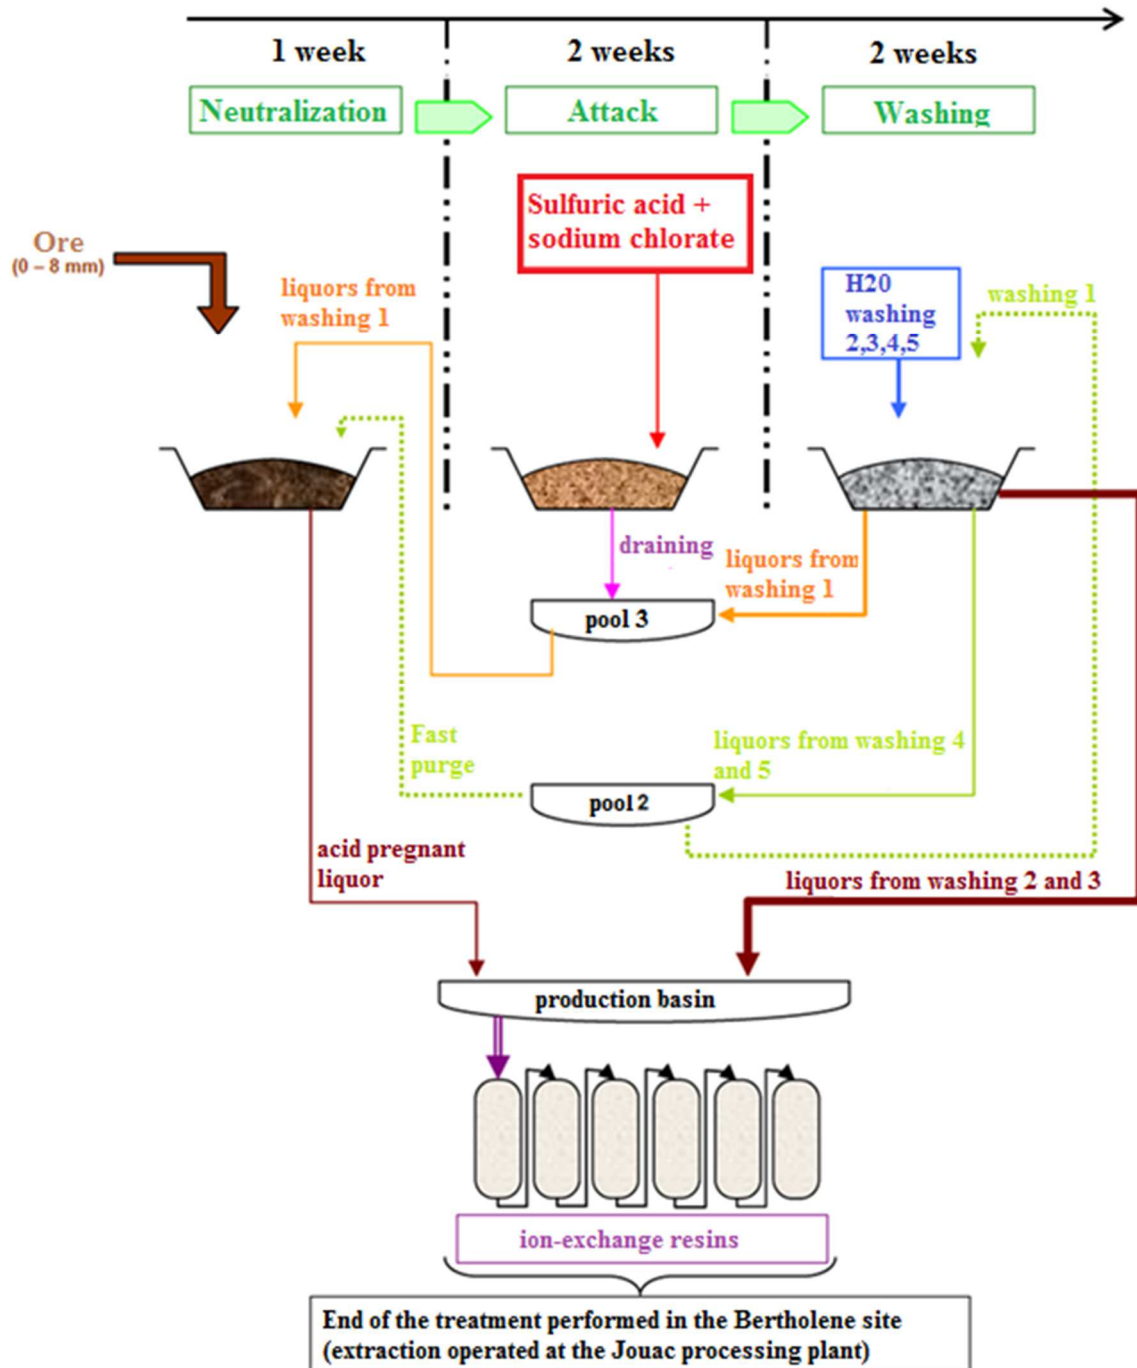 1 week
2 weeks
2 weeks
Neutralization
Attack
Washing
Sulfuric acid +
sodium chlorate
Ore
(0 – 8 mm)
liquors from
washing 1
H20
washing
2,3,4,5
washing 1
draining
liquors from
washing 1
pool 3
Fast
purge
liquors from washing 4
and 5
pool 2
acid pregnant
liquor
liquors from washing 2 and 3
production basin
ion-exchange resins
End of the treatment performed in the Bertholene site
(extraction operated at the Jouac processing plant)